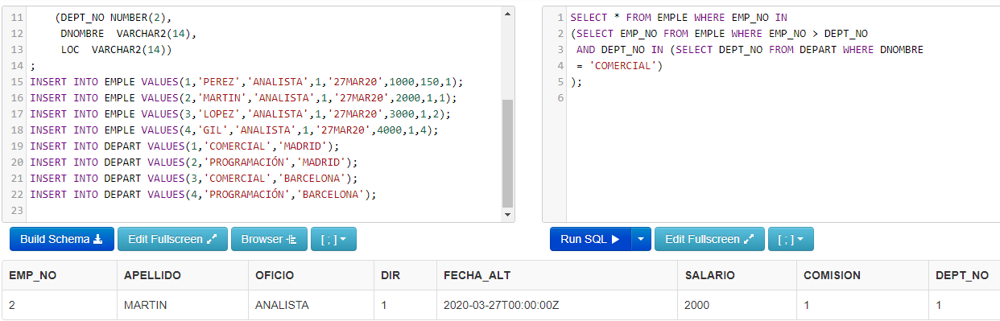 11 (DEPT_NO NUMBER(2),
12 DNOMBRE VARCHAR2(14),
13 LOC VARCHAR2(14))
14 ;
15 INSERT INTO EMPLE VALUES(1,'PEREZ','ANALISTA',1,'27MAR20',1000,150,1);
16 INSERT INTO EMPLE VALUES(2,'MARTIN','ANALISTA',1,'27MAR20',2000,1,1);
17 INSERT INTO EMPLE VALUES(3,'LOPEZ','ANALISTA',1,'27MAR20',3000,1,2);
18 INSERT INTO EMPLE VALUES(4,'GIL','ANALISTA',1,'27MAR20',4000,1,4);
19 INSERT INTO DEPART VALUES(1,'COMERCIAL','MADRID');
20 INSERT INTO DEPART VALUES(2,'PROGRAMACIÓN','MADRID');
21 INSERT INTO DEPART VALUES(3,'COMERCIAL','BARCELONA');
22 INSERT INTO DEPART VALUES(4,'PROGRAMACIÓN','BARCELONA');
23
1 SELECT * FROM EMPLE WHERE EMP_NO IN
2 (SELECT EMP_NO FROM EMPLE WHERE EMP_NO > DEPT_NO
3 AND DEPT_NO IN (SELECT DEPT_NO FROM DEPART WHERE DNOMBRE
4 = 'COMERCIAL')
5 );
6
Build Schema Edit Fullscreen Browser [ ; ]
Run SQL Edit Fullscreen [ ; ]
EMP_NO APELLIDO OFICIO DIR FECHA_ALT SALARIO COMISION DEPT_NO
2 MARTIN ANALISTA 1 2020-03-27T00:00:00Z 2000 1 1